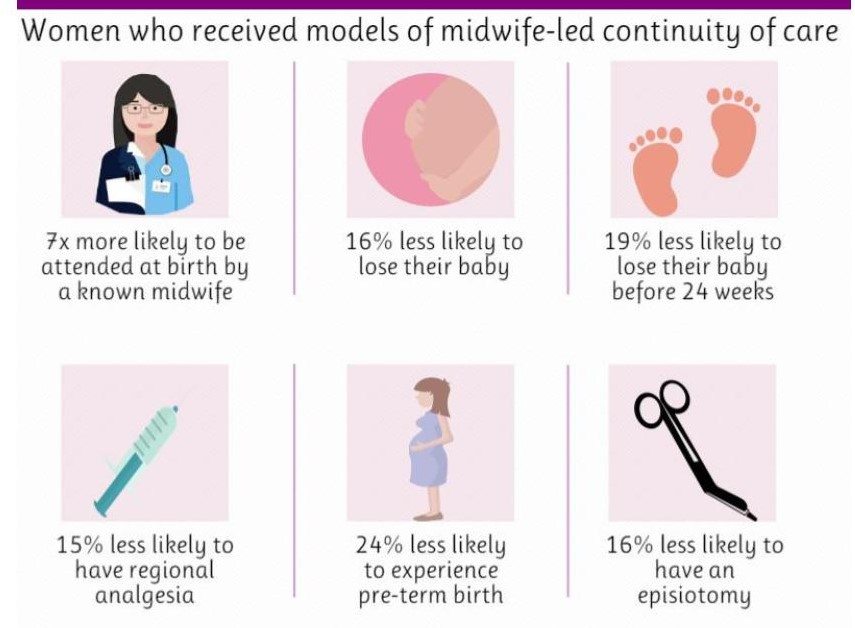 Women who received models of midwife-led continuity of care
7x more likely to be
attended at birth by
a known midwife
16% less likely to
lose their baby
19% less likely to
lose their baby
before 24 weeks
15% less likely to
have regional
analgesia
24% less likely
to experience
pre-term birth
16% less likely to
have an
episiotomy